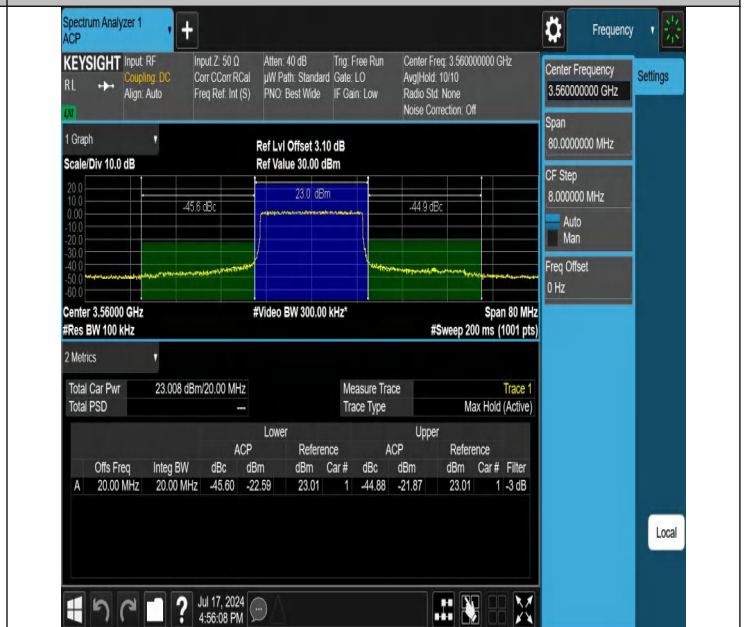 Spectrum Analyzer 1
ACP
+
Frequency
KEYSIGHT
RL
LXI
Input: RF
Coupling: DC
Align: Auto
Input Z: 50 Ω
Corr CCorr RCal
Freq Ref: Int (S)
Atten: 40 dB
µW Path: Standard
PNO: Best Wide
Trig: Free Run
Gate: LO
IF Gain: Low
Center Freq: 3.560000000 GHz
Avg|Hold: 10/10
Radio Std: None
Noise Correction: Off
Center Frequency
3.560000000 GHz
Settings
Span
80.0000000 MHz
CF Step
8.000000 MHz
Auto
Man
Freq Offset
0 Hz
1 Graph
Scale/Div 10.0 dB
Ref Lvl Offset 3.10 dB
Ref Value 30.00 dBm
20.0
10.0
0.00
-10.0
-20.0
-30.0
-40.0
-50.0
-60.0
-45.6 dBc
23.0 dBm
-44.9 dBc
Center 3.56000 GHz
#Video BW 300.00 kHz*
Span 80 MHz
#Res BW 100 kHz
#Sweep 200 ms (1001 pts)
2 Metrics
Total Car Pwr 23.008 dBm/20.00 MHz
Total PSD ---
Measure Trace Trace 1
Trace Type Max Hold (Active)
Lower Upper
ACP Reference ACP Reference
Offs Freq Integ BW dBc dBm dBm Car # dBc dBm dBm Car # Filter
A 20.00 MHz 20.00 MHz -45.60 -22.59 23.01 1 -44.88 -21.87 23.01 1 -3 dB
Local
?
Jul 17, 2024
4:56:08 PM